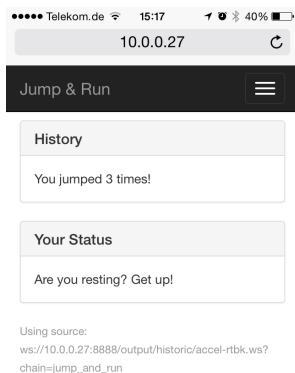 Telekom.de 15:17 40%
10.0.0.27
Jump & Run
History
You jumped 3 times!
Your Status
Are you resting? Get up!
Using source:
ws://10.0.0.27:8888/output/historic/accel-rtbk.ws?
chain=jump_and_run